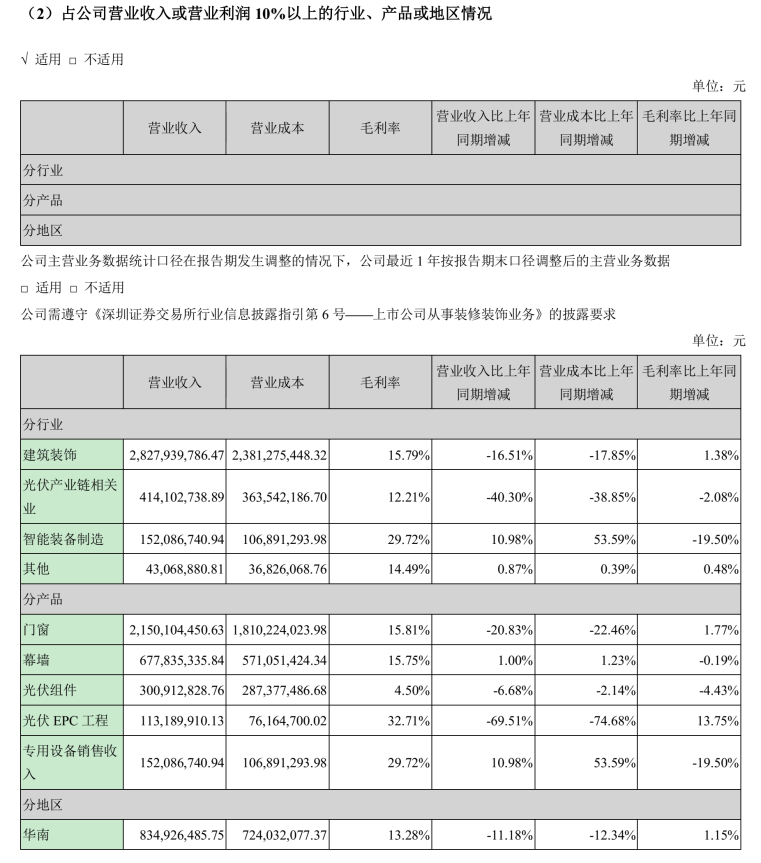 （2）占公司营业收入或营业利润 10%以上的行业、产品或地区情况
√ 适用 □ 不适用
单位：元
营业收入 营业成本 毛利率 营业收入比上年同期增减 营业成本比上年同期增减 毛利率比上年同期增减
分行业
分产品
分地区
公司主营业务数据统计口径在报告期发生调整的情况下，公司最近 1 年按报告期末口径调整后的主营业务数据
□ 适用 □ 不适用
公司需遵守《深圳证券交易所行业信息披露指引第 6 号——上市公司从事装修装饰业务》的披露要求
单位：元
营业收入 营业成本 毛利率 营业收入比上年同期增减 营业成本比上年同期增减 毛利率比上年同期增减
分行业
建筑装饰 2,827,939,786.47 2,381,275,448.32 15.79% -16.51% -17.85% 1.38%
光伏产业链相关业 414,102,738.89 363,542,186.70 12.21% -40.30% -38.85% -2.08%
智能装备制造 152,086,740.94 106,891,293.98 29.72% 10.98% 53.59% -19.50%
其他 43,068,880.81 36,826,068.76 14.49% 0.87% 0.39% 0.48%
分产品
门窗 2,150,104,450.63 1,810,224,023.98 15.81% -20.83% -22.46% 1.77%
幕墙 677,835,335.84 571,051,424.34 15.75% 1.00% 1.23% -0.19%
光伏组件 300,912,828.76 287,377,486.68 4.50% -6.68% -2.14% -4.43%
光伏 EPC 工程 113,189,910.13 76,164,700.02 32.71% -69.51% -74.68% 13.75%
专用设备销售收入 152,086,740.94 106,891,293.98 29.72% 10.98% 53.59% -19.50%
分地区
华南 834,926,485.75 724,032,077.37 13.28% -11.18% -12.34% 1.15%